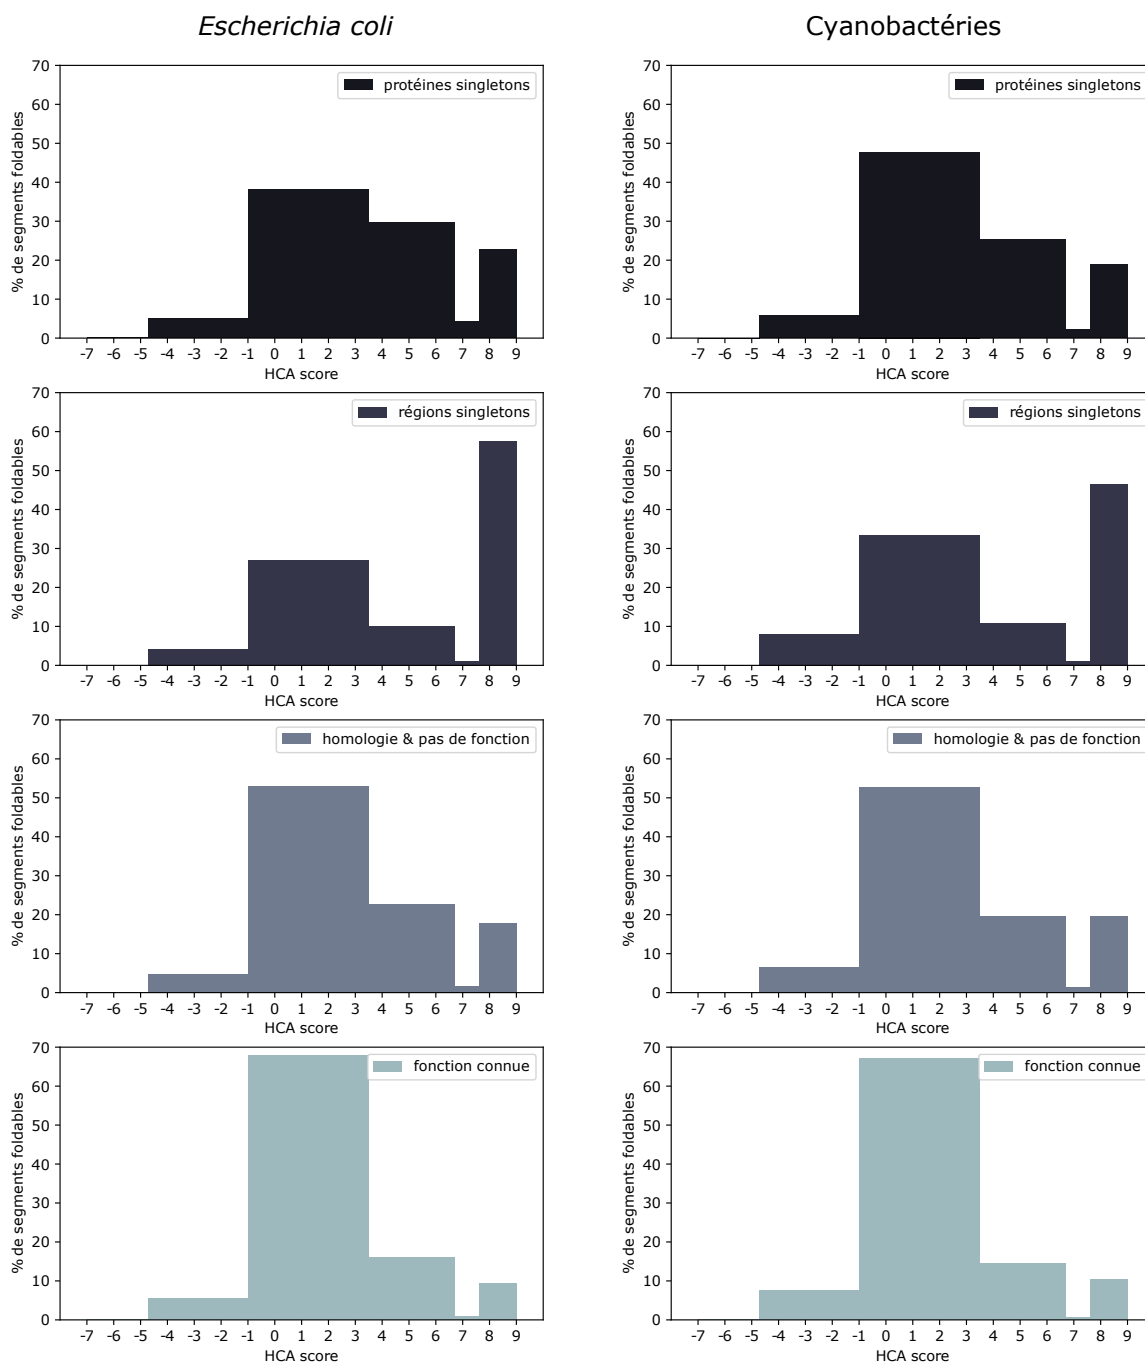 Escherichia coli
Cyanobactéries
70
60
50
40
30
20
10
0
% de segments foldables
protéines singletons
-7 -6 -5 -4 -3 -2 -1 0 1 2 3 4 5 6 7 8 9
HCA score
70
60
50
40
30
20
10
0
% de segments foldables
protéines singletons
-7 -6 -5 -4 -3 -2 -1 0 1 2 3 4 5 6 7 8 9
HCA score
70
60
50
40
30
20
10
0
% de segments foldables
régions singletons
-7 -6 -5 -4 -3 -2 -1 0 1 2 3 4 5 6 7 8 9
HCA score
70
60
50
40
30
20
10
0
% de segments foldables
régions singletons
-7 -6 -5 -4 -3 -2 -1 0 1 2 3 4 5 6 7 8 9
HCA score
70
60
50
40
30
20
10
0
% de segments foldables
homologie & pas de fonction
-7 -6 -5 -4 -3 -2 -1 0 1 2 3 4 5 6 7 8 9
HCA score
70
60
50
40
30
20
10
0
% de segments foldables
homologie & pas de fonction
-7 -6 -5 -4 -3 -2 -1 0 1 2 3 4 5 6 7 8 9
HCA score
70
60
50
40
30
20
10
0
% de segments foldables
fonction connue
-7 -6 -5 -4 -3 -2 -1 0 1 2 3 4 5 6 7 8 9
HCA score
70
60
50
40
30
20
10
0
% de segments foldables
fonction connue
-7 -6 -5 -4 -3 -2 -1 0 1 2 3 4 5 6 7 8 9
HCA score